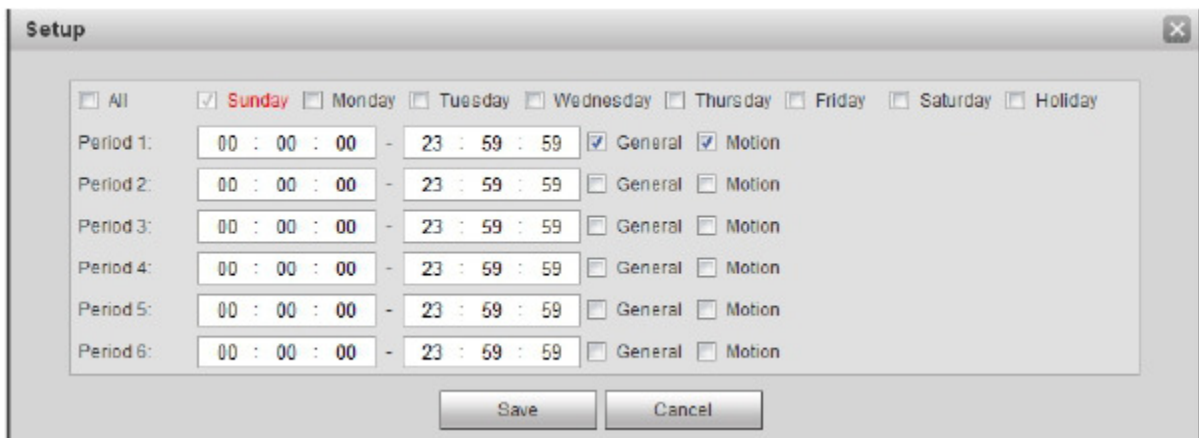 Setup
All Sunday Monday Tuesday Wednesday Thursday Friday Saturday Holiday
Period 1: 00 : 00 : 00 - 23 : 59 : 59 General Motion
Period 2: 00 : 00 : 00 - 23 : 59 : 59 General Motion
Period 3: 00 : 00 : 00 - 23 : 59 : 59 General Motion
Period 4: 00 : 00 : 00 - 23 : 59 : 59 General Motion
Period 5: 00 : 00 : 00 - 23 : 59 : 59 General Motion
Period 6: 00 : 00 : 00 - 23 : 59 : 59 General Motion
Save Cancel